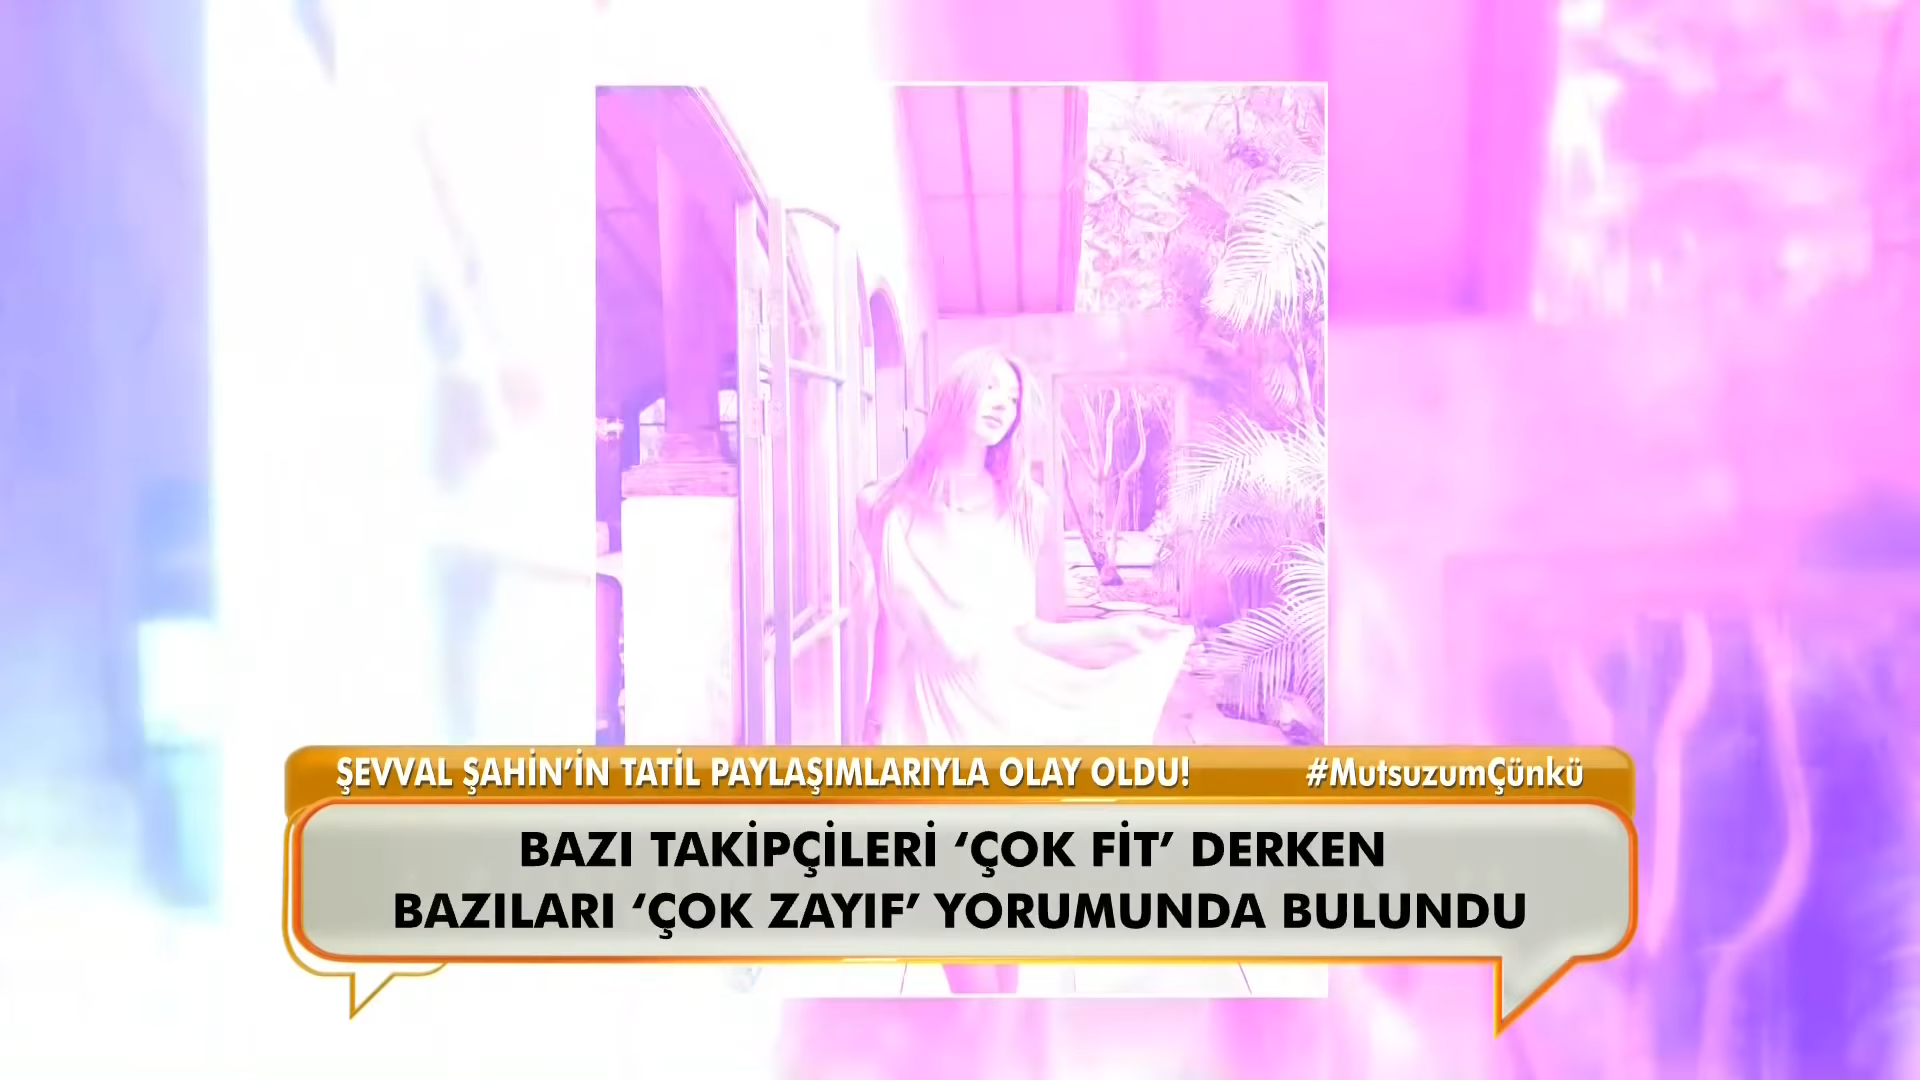 ŞEVVAL ŞAHİN’İN TATİL PAYLAŞIMLARIYLA OLAY OLDU! #MutsuzumÇünkü
BAZI TAKİPÇİLERİ ‘ÇOK FİT’ DERKEN
BAZILARI ‘ÇOK ZAYIF’ YORUMUNDA BULUNDU